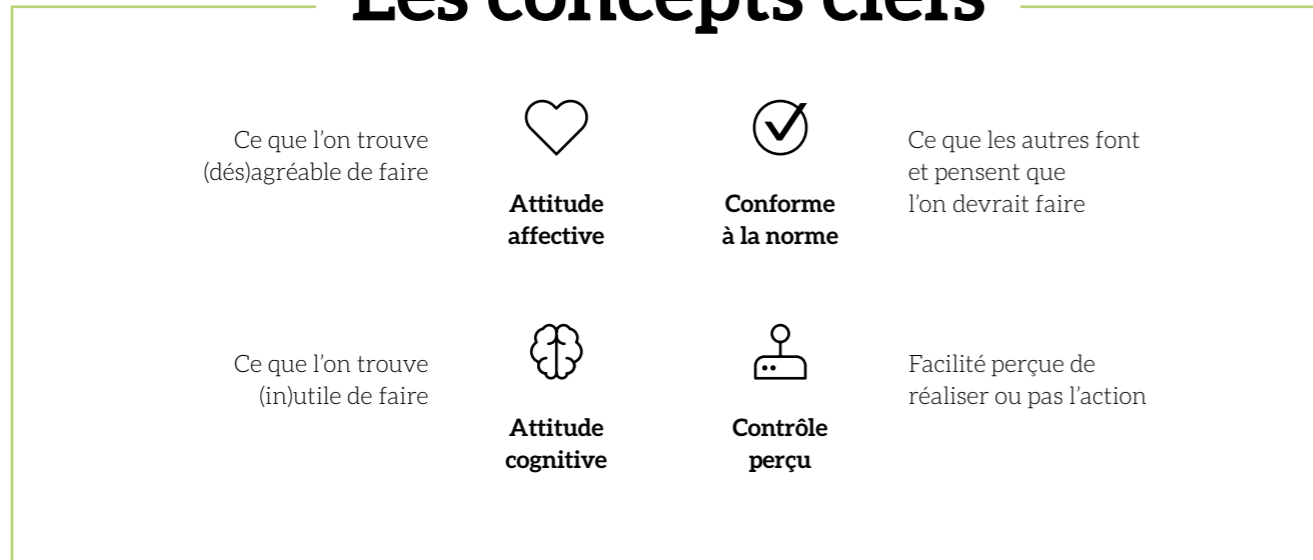 Les concepts clefs
Ce que l’on trouve
(dés)agréable de faire
Attitude
affective
Conforme
à la norme
Ce que les autres font
et pensent que
l’on devrait faire
Ce que l’on trouve
(in)utile de faire
Attitude
cognitive
Contrôle
perçu
Facilité perçue de
réaliser ou pas l’action